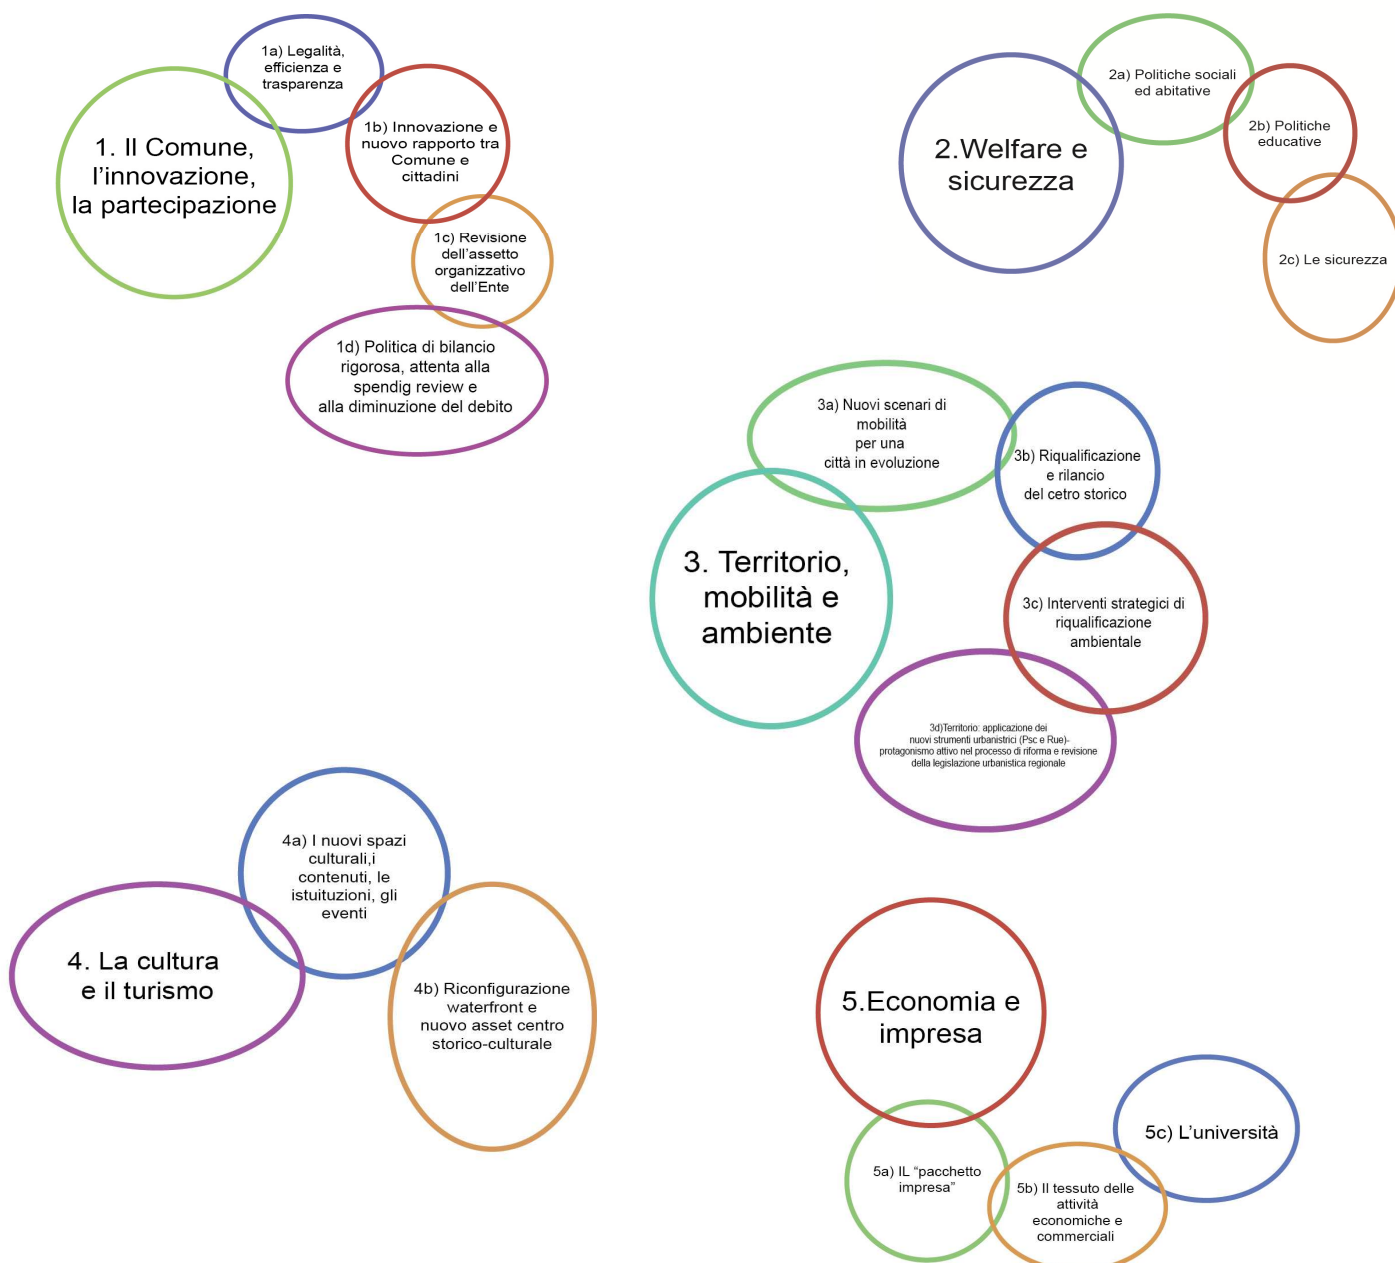 1. Il Comune,
l'innovazione,
la partecipazione
1a) Legalità,
efficienza e
trasparenza
1b) Innovazione e
nuovo rapporto tra
Comune e
cittadini
1c) Revisione
dell'assetto
organizzativo
dell'Ente
1d) Politica di bilancio
rigorosa, attenta alla
spendig review e
alla diminuzione del debito
2.Welfare e
sicurezza
2a) Politiche sociali
ed abitative
2b) Politiche
educative
2c) Le sicurezza
3. Territorio,
mobilità e
ambiente
3a) Nuovi scenari di
mobilità
per una
città in evoluzione
3b) Riqualificazione
e rilancio
del cetro storico
3c) Interventi strategici di
riqualificazione
ambientale
3d)Territorio: applicazione dei
nuovi strumenti urbanistrici (Psc e Rue)-
protagonismo attivo nel processo di riforma e revisione
della legislazione urbanistica regionale
4. La cultura
e il turismo
4a) I nuovi spazi
culturali,i
contenuti, le
istuituzioni, gli
eventi
4b) Riconfigurazione
waterfront e
nuovo asset centro
storico-culturale
5.Economia e
impresa
5a) IL "pacchetto
impresa"
5b) Il tessuto delle
attività
economiche e
commerciali
5c) L'università